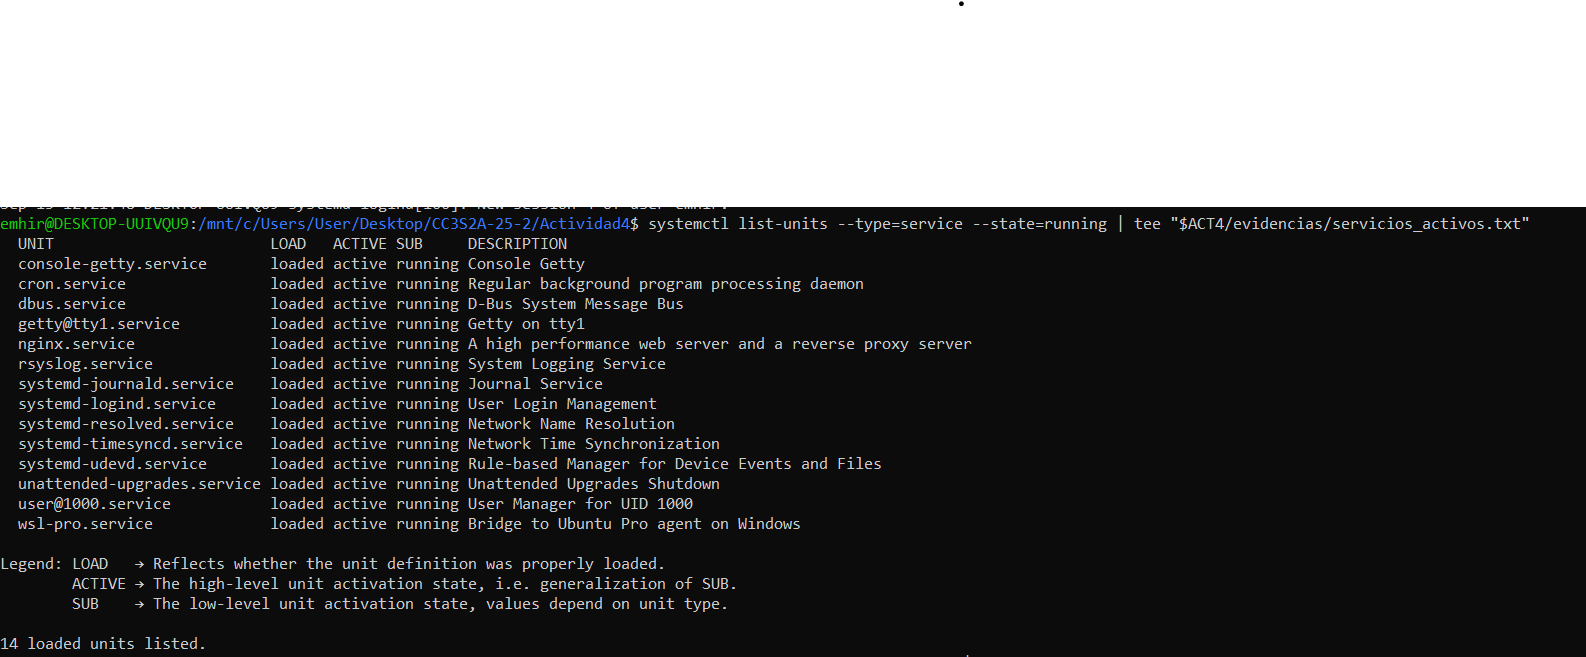 emhir@DESKTOP-UUIVQU9:/mnt/c/Users/User/Desktop/CC3S2A-25-2/Actividad4$ systemctl list-units --type=service --state=running | tee "$ACT4/evidencias/servicios_activos.txt"
UNIT LOAD ACTIVE SUB DESCRIPTION
console-getty.service loaded active running Console Getty
cron.service loaded active running Regular background program processing daemon
dbus.service loaded active running D-Bus System Message Bus
getty@tty1.service loaded active running Getty on tty1
nginx.service loaded active running A high performance web server and a reverse proxy server
rsyslog.service loaded active running System Logging Service
systemd-journald.service loaded active running Journal Service
systemd-logind.service loaded active running User Login Management
systemd-resolved.service loaded active running Network Name Resolution
systemd-timesyncd.service loaded active running Network Time Synchronization
systemd-udevd.service loaded active running Rule-based Manager for Device Events and Files
unattended-upgrades.service loaded active running Unattended Upgrades Shutdown
user@1000.service loaded active running User Manager for UID 1000
wsl-pro.service loaded active running Bridge to Ubuntu Pro agent on Windows
Legend: LOAD → Reflects whether the unit definition was properly loaded.
ACTIVE → The high-level unit activation state, i.e. generalization of SUB.
SUB → The low-level unit activation state, values depend on unit type.
14 loaded units listed.